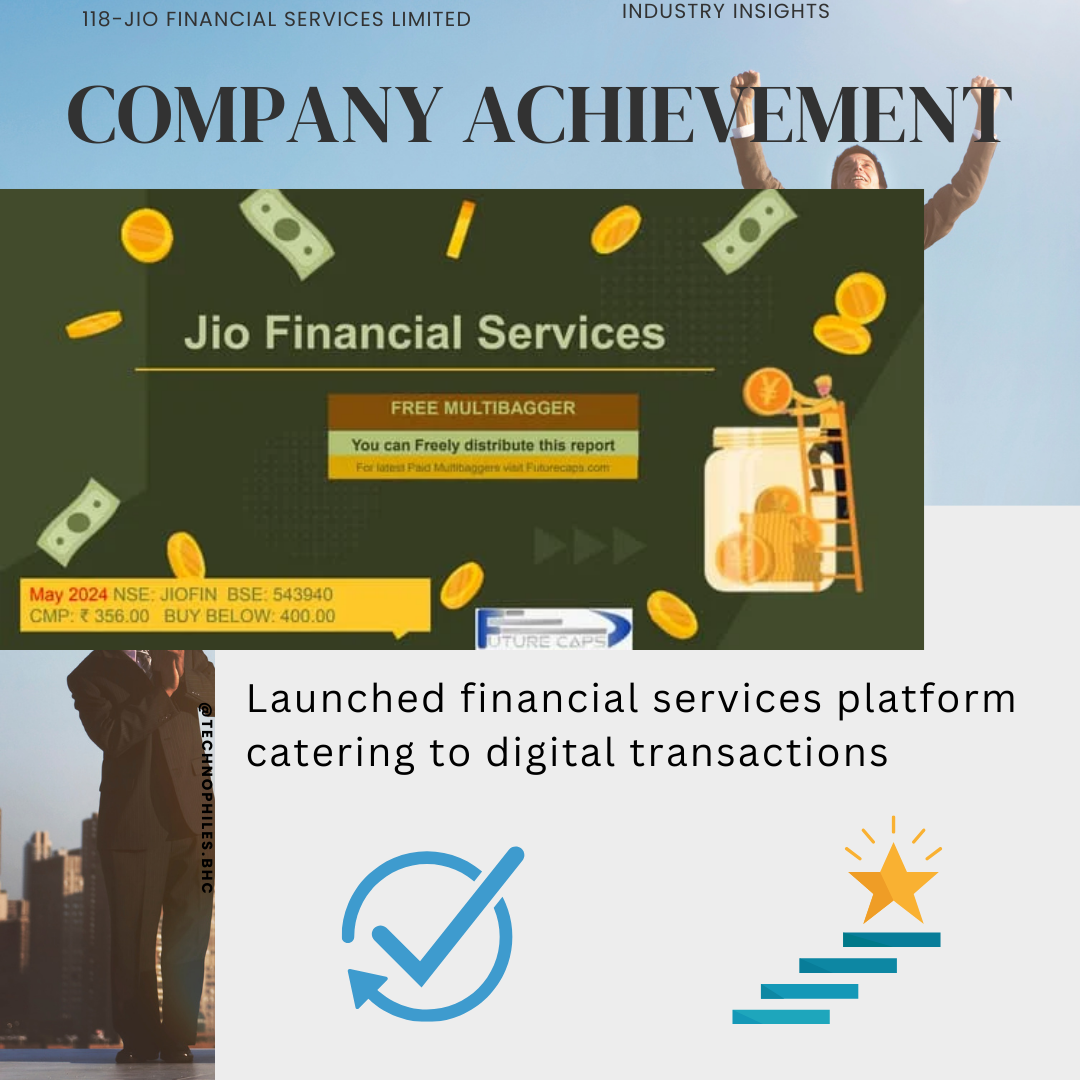 118-JIO FINANCIAL SERVICES LIMITED
INDUSTRY INSIGHTS
COMPANY ACHIEVEMENT
Jio Financial Services
FREE MULTIBAGGER
You can Freely distribute this report
For latest Paid Multibaggers visit Futurecaps.com
May 2024 NSE: JIOFIN BSE: 543940
CMP: ₹ 356.00 BUY BELOW: 400.00
FUTURE CAPS
Launched financial services platform
catering to digital transactions
@TECHNOPHILES.BHC